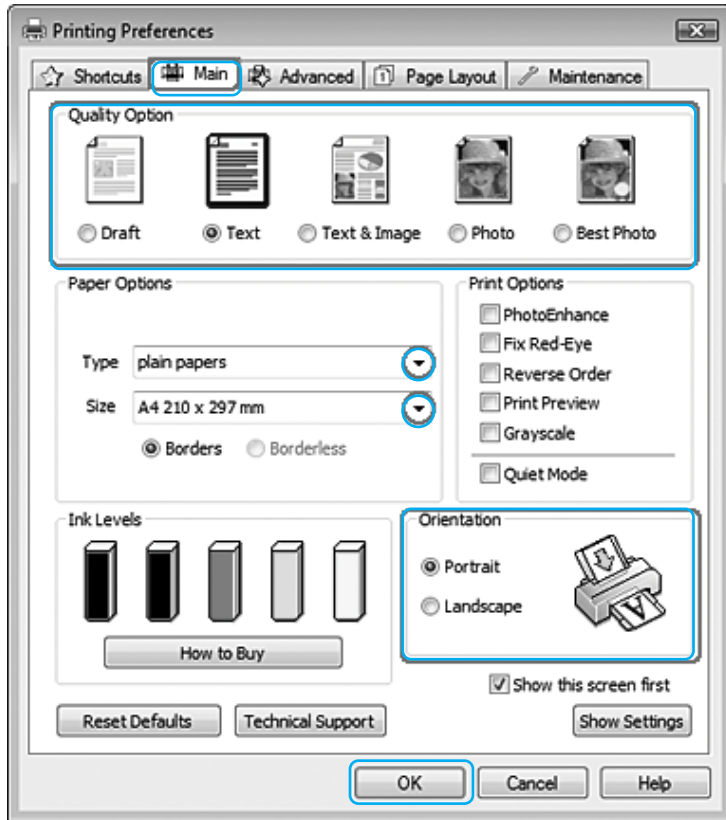 Printing Preferences
Shortcuts Main Advanced 1 Page Layout Maintenance
Quality Option
Draft Text Text & Image Photo Best Photo
Paper Options
Print Options
PhotoEnhance
Fix Red-Eye
Type plain papers
Reverse Order
Size A4 210 x 297 mm
Print Preview
Borders Borderless
Grayscale
Quiet Mode
Ink Levels
Orientation
Portrait
A
Landscape
How to Buy
Show this screen first
Reset Defaults Technical Support Show Settings
OK Cancel Help